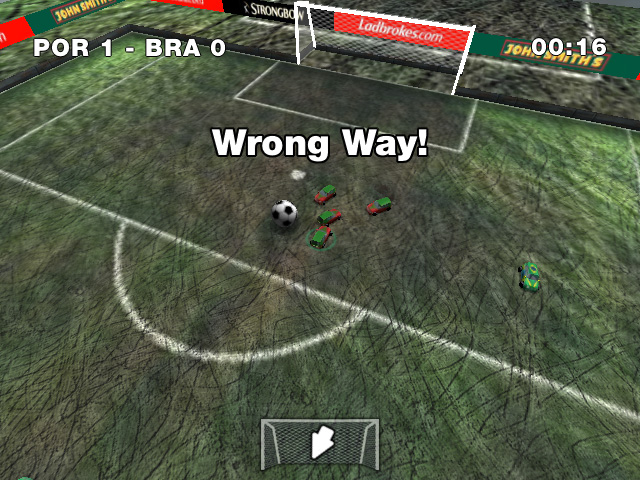 STRONGBOW
Ladbrokes.com
JOHN SMITH'S
JOHN SMITH'S
POR 1 - BRA 0
00:16
Wrong Way!